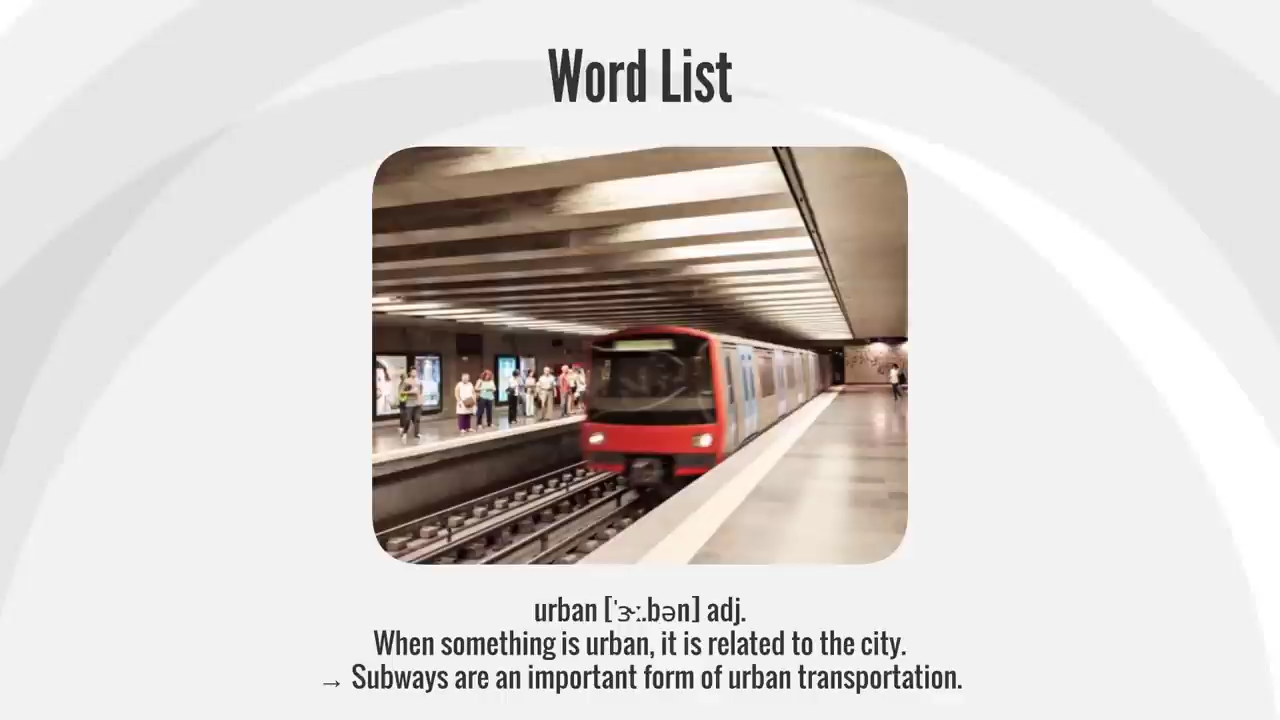 Word List
urban [ˈɝː.bən] adj.
When something is urban, it is related to the city.
→ Subways are an important form of urban transportation.